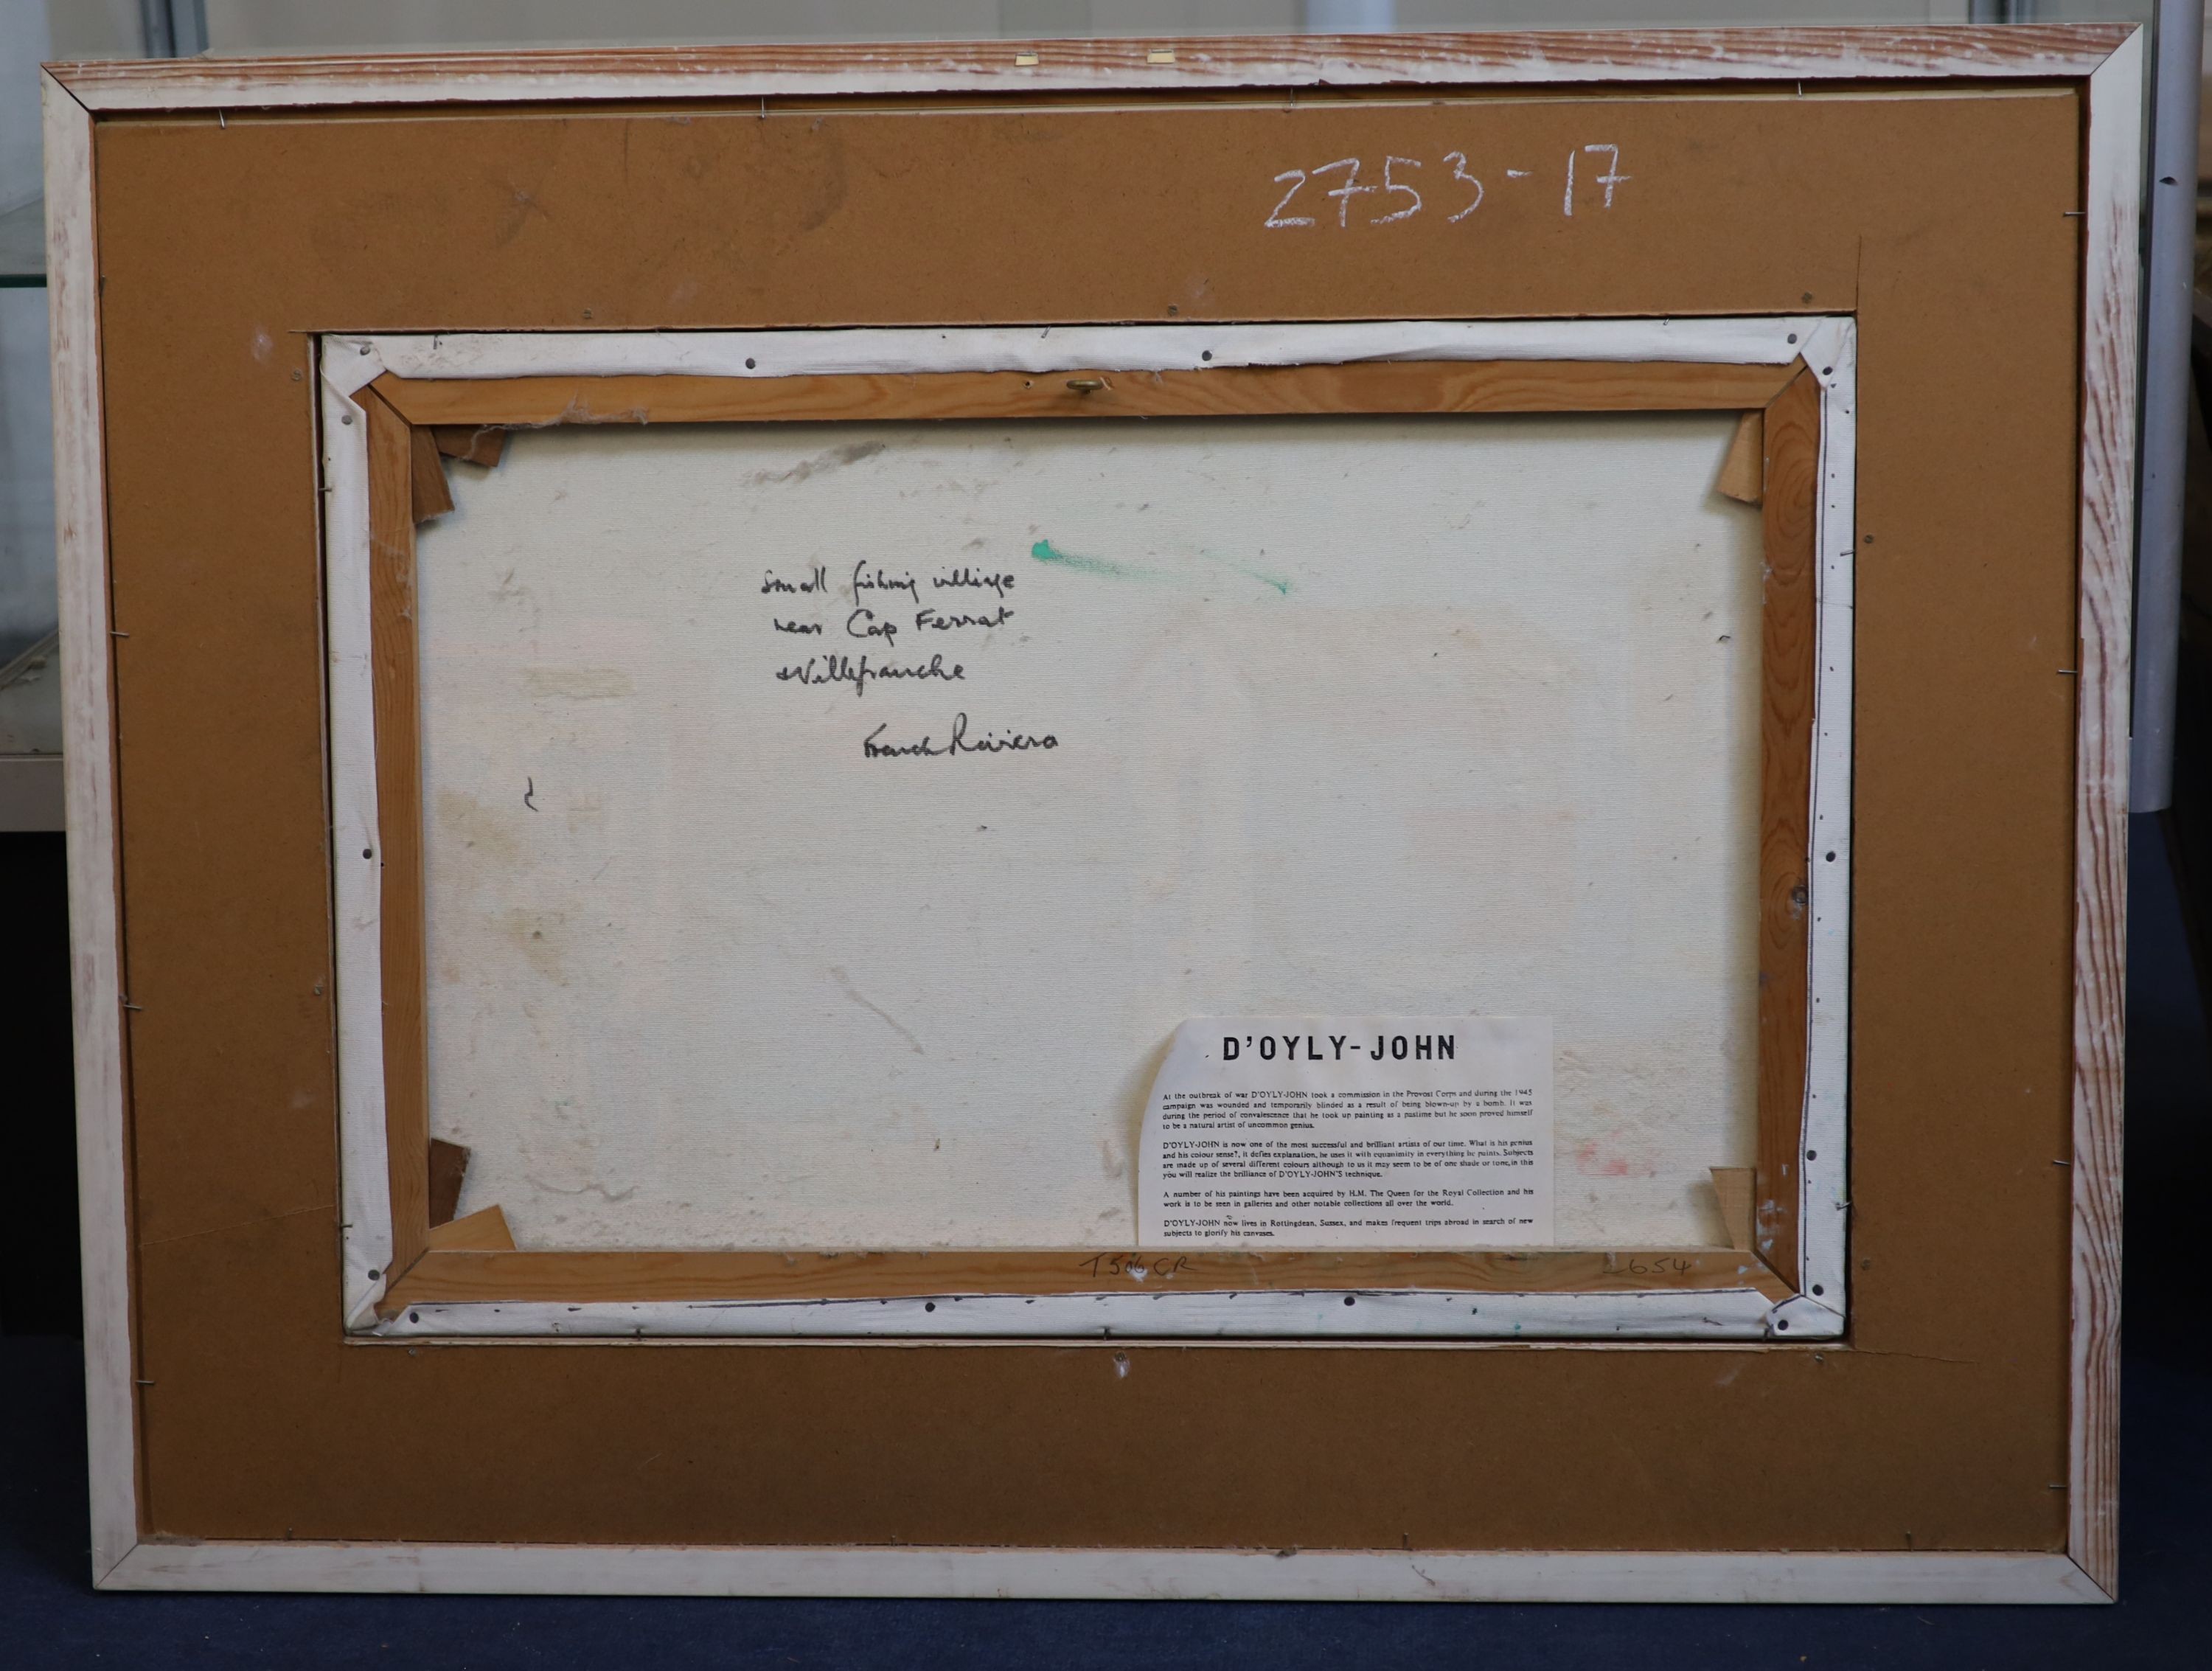 2753-17
small fishing village
near Cap Ferrat
& Villefranche
French Riviera
D'OYLY-JOHN
At the outbreak of war D'OYLY-JOHN took a commission in the Provost Corps and during the 1945
campaign was wounded and temporarily blinded as a result of being blown-up by a bomb. It was
during the period of convalescence that he took up painting as a pastime but he soon proved himself
to be a natural artist of uncommon genius.
D'OYLY-JOHN is now one of the most successful and brilliant artists of our time. What is his genius
and his colour sense?, it defies explanation, he uses it with equanimity in everything he paints. Subjects
are made up of several different colours although to us it may seem to be of one shade or tone, in this
you will realize the brilliance of D'OYLY-JOHN'S technique.
A number of his paintings have been acquired by H.M. The Queen for the Royal Collection and his
work is to be seen in galleries and other notable collections all over the world.
D'OYLY-JOHN now lives in Rottingdean, Sussex, and makes frequent trips abroad in search of new
subjects to glorify his canvases.
654